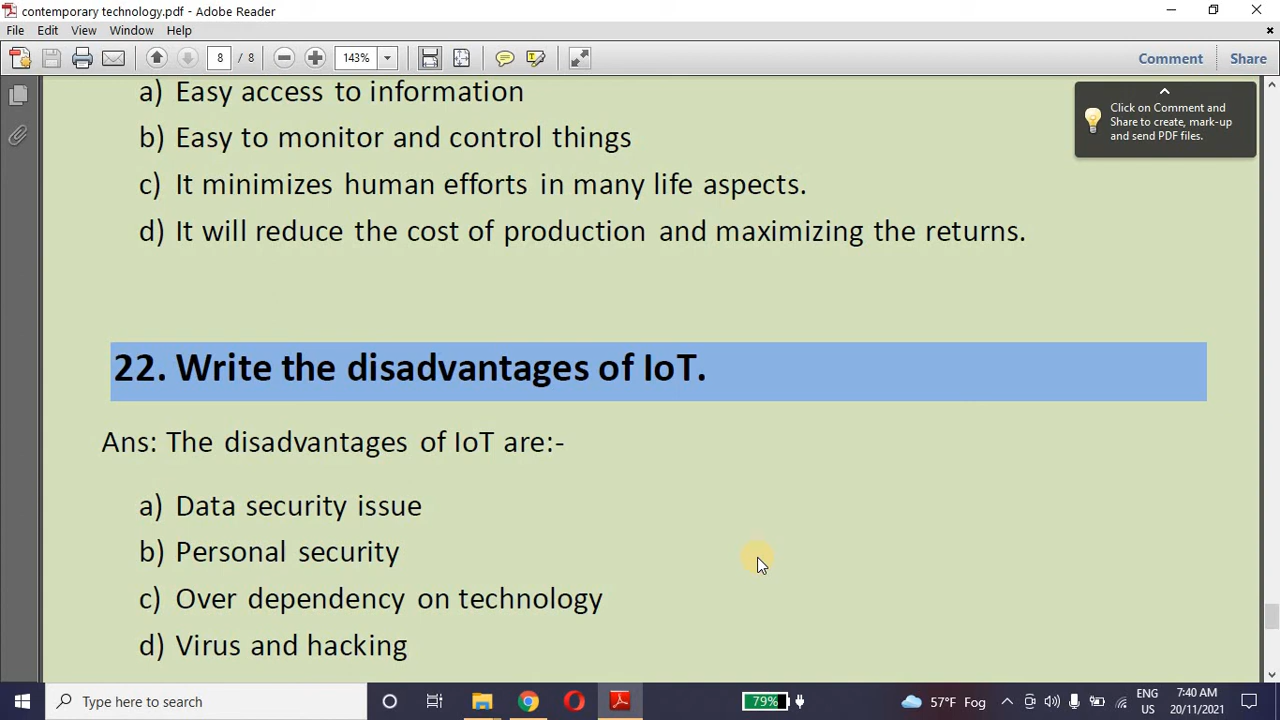 contemporary technology.pdf - Adobe Reader
File Edit View Window Help
8 / 8 143% Comment Share
Click on Comment and
Share to create, mark-up
and send PDF files.
a) Easy access to information
b) Easy to monitor and control things
c) It minimizes human efforts in many life aspects.
d) It will reduce the cost of production and maximizing the returns.
22. Write the disadvantages of IoT.
Ans: The disadvantages of IoT are:-
a) Data security issue
b) Personal security
c) Over dependency on technology
d) Virus and hacking
Type here to search
79%
57°F Fog
ENG
US
7:40 AM
20/11/2021